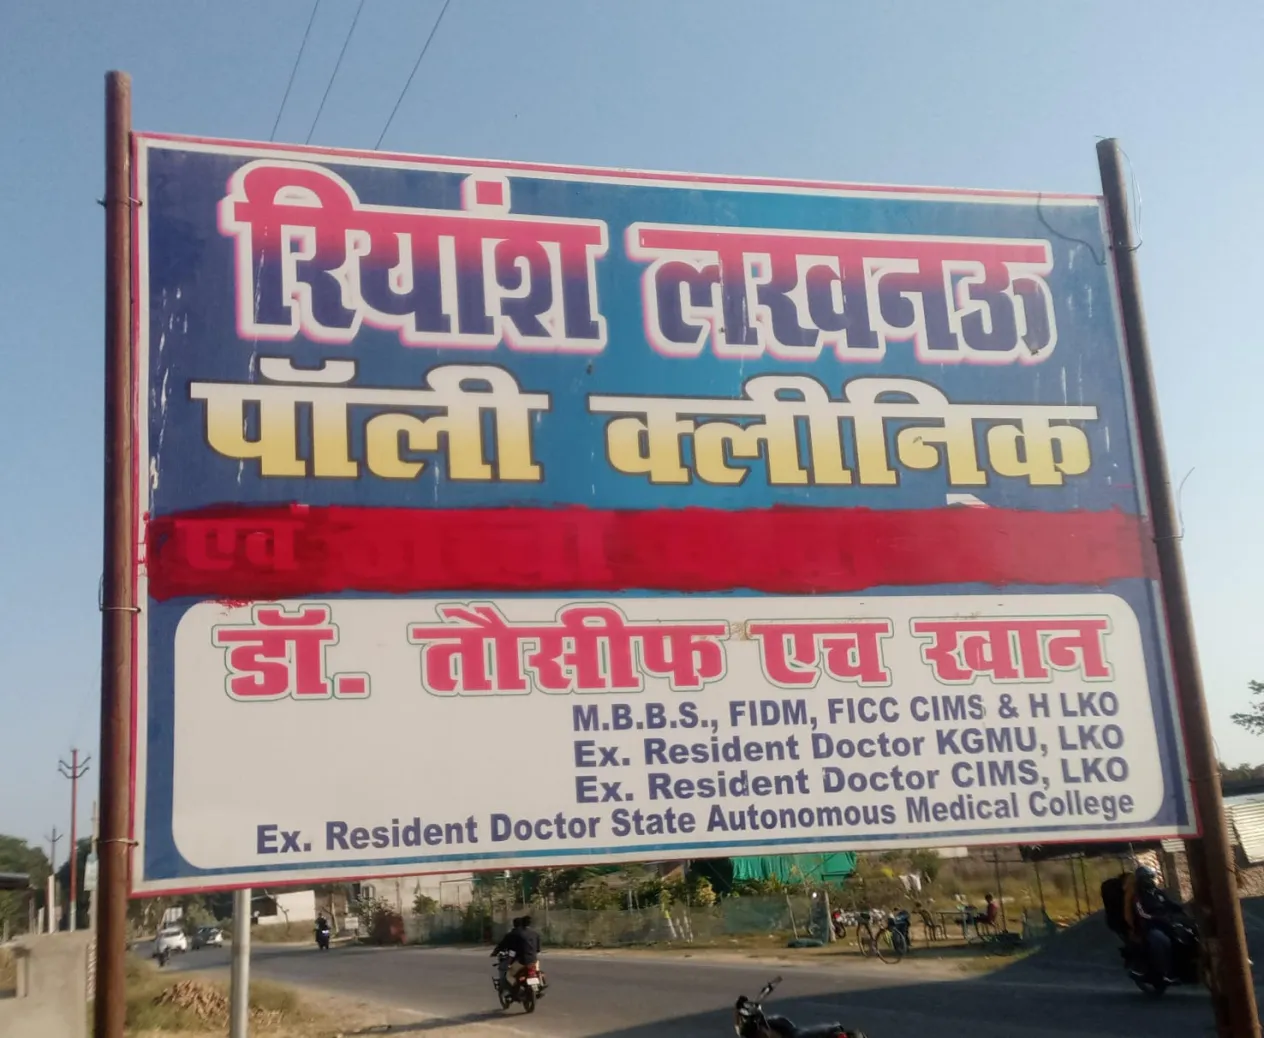 रियांश लखनऊ
पॉली क्लीनिक
एवं
डॉ. तौसीफ एच खान
M.B.B.S., FIDM, FICC CIMS & H LKO
Ex. Resident Doctor KGMU, LKO
Ex. Resident Doctor CIMS, LKO
Ex. Resident Doctor State Autonomous Medical College